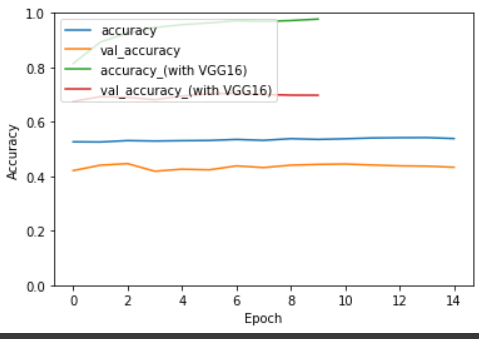 1.0
0.8
0.6
0.4
0.2
0.0
Accuracy
accuracy
val_accuracy
accuracy_(with VGG16)
val_accuracy_(with VGG16)
0 2 4 6 8 10 12 14
Epoch